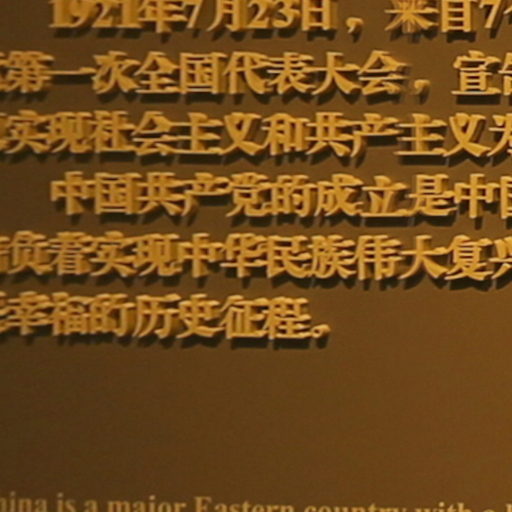 1921年7月23日，来自7
第一次全国代表大会，宣告
实现社会主义和共产主义为
中国共产党的成立是中国
负着实现中华民族伟大复兴
幸福的历史征程。
China is a major Eastern country with a